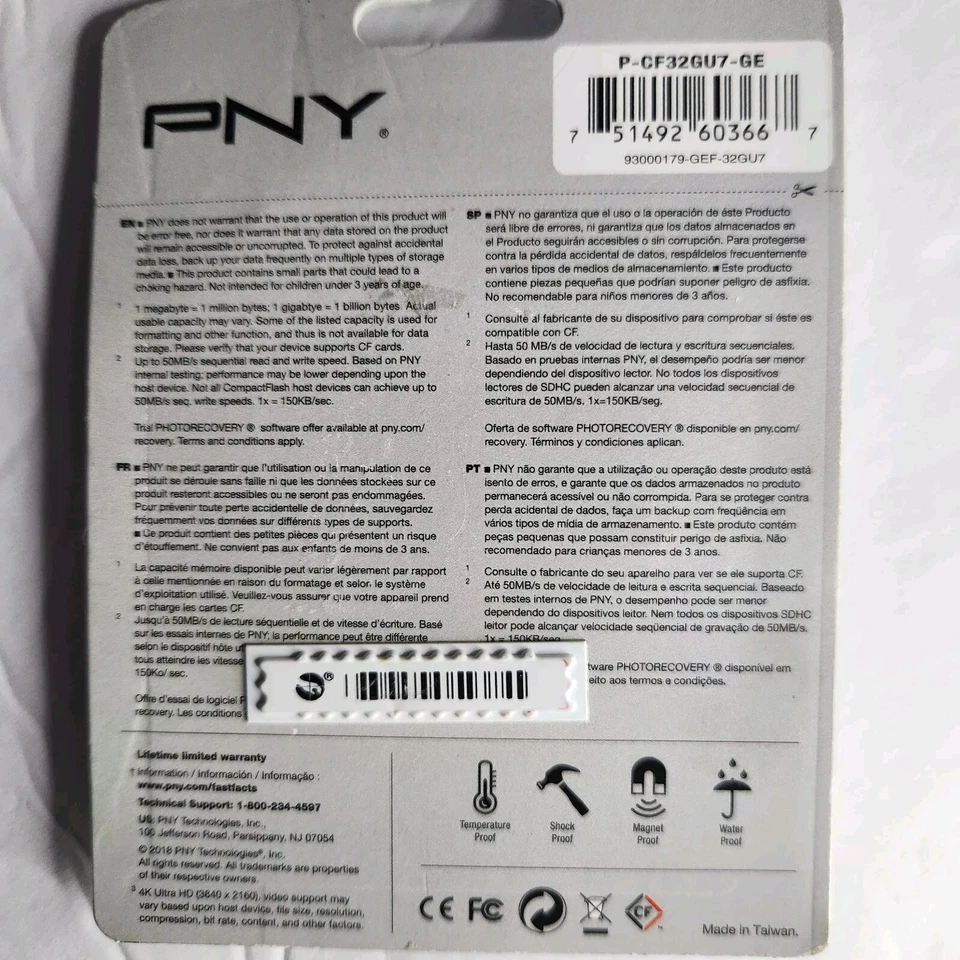 PNY®
P-CF32GU7-GE
7 51492 60366 7
93000179-GEF-32GU7
EN ■ PNY does not warrant that the use or operation of this product will
be error free, nor does it warrant that any data stored on the product
will remain accessible or uncorrupted. To protect against accidental
data loss, back up your data frequently on multiple types of storage
media. ■ This product contains small parts that could lead to a
choking hazard. Not intended for children under 3 years of age.
1 1 megabyte = 1 million bytes; 1 gigabtye = 1 billion bytes. Actual
usable capacity may vary. Some of the listed capacity is used for
formatting and other function, and thus is not available for data
storage. Please verify that your device supports CF cards.
2 Up to 50MB/s sequential read and write speed. Based on PNY
internal testing; performance may be lower depending upon the
host device. Not all CompactFlash host devices can achieve up to
50MB/s seq. write speeds. 1x = 150KB/sec.
Trial PHOTORECOVERY ® software offer available at pny.com/
recovery. Terms and conditions apply.
SP ■ PNY no garantiza que el uso o la operación de éste Producto
será libre de errores, ni garantiza que los datos almacenados en
el Producto seguirán accesibles o sin corrupción. Para protegerse
contra la pérdida accidental de datos, respáldelos frecuentemente
en varios tipos de medios de almacenamiento. ■ Este producto
contiene piezas pequeñas que podrían suponer peligro de asfixia.
No recomendable para niños menores de 3 años.
1 Consulte al fabricante de su dispositivo para comprobar si éste es
compatible con CF.
2 Hasta 50 MB/s de velocidad de lectura y escritura secuenciales.
Basado en pruebas internas PNY, el desempeño podría ser menor
dependiendo del dispositivo lector. No todos los dispositivos
lectores de SDHC pueden alcanzar una velocidad secuencial de
escritura de 50MB/s. 1x=150KB/seg.
Oferta de software PHOTORECOVERY ® disponible en pny.com/
recovery. Términos y condiciones aplican.
FR ■ PNY ne peut garantir que l'utilisation ou la manipulation de ce
produit se déroule sans faille ni que les données stockées sur ce
produit resteront accessibles ou ne seront pas endommagées.
Pour prévenir toute perte accidentelle de données, sauvegardez
fréquemment vos données sur différents types de supports.
■ Ce produit contient des petites pièces qui présentent un risque
d'étouffement. Ne convient pas aux enfants de moins de 3 ans.
1 La capacité mémoire disponible peut varier légèrement par rapport
à celle mentionnée en raison du formatage et selon le système
d'exploitation utilisé. Veuillez-vous assurer que votre appareil prend
en charge les cartes CF.
2 Jusqu'à 50MB/s de lecture séquentielle et de vitesse d'écriture. Basé
sur les essais internes de PNY, la performance peut être différente
selon le dispositif hôte
tous atteindre les vitesse
150Ko/ sec.
Offre d'essai de logiciel
recovery. Les conditions
PT ■ PNY não garante que a utilização ou operação deste produto está
isento de erros, e garante que os dados armazenados no produto
permanecerá acessível ou não corrompida. Para se proteger contra
perda acidental de dados, faça um backup com freqüência em
vários tipos de mídia de armazenamento. ■ Este produto contém
peças pequenas que possam constituir perigo de asfixia. Não
recomendado para crianças menores de 3 anos.
1 Consulte o fabricante do seu aparelho para ver se ele suporta CF.
2 Até 50MB/s de velocidade de leitura e escrita sequencial. Baseado
em testes internos de PNY, o desempenho pode ser menor
dependendo do dispositivos leitor. Nem todos os dispositivos SDHC
leitor pode alcançar velocidade seqüencial de gravação de 50MB/s.
1x = 150KB/seg
tware PHOTORECOVERY ® disponível em
eito aos termos e condições.
®
Lifetime limited warranty
† Information / Información / Informação :
www.pny.com/fastfacts
Technical Support: 1-800-234-4597
US: PNY Technologies, Inc.,
100 Jefferson Road, Parsippany, NJ 07054
© 2018 PNY Technologies®, Inc.
All rights reserved. All trademarks are properties
of their respective owners.
3 4K Ultra HD (3840 x 2160), video support may
vary based upon host device, file size, resolution,
compression, bit rate, content, and other factors.
Temperature
Proof
Shock
Proof
Magnet
Proof
Water
Proof
CE FC CF
Made in Taiwan.